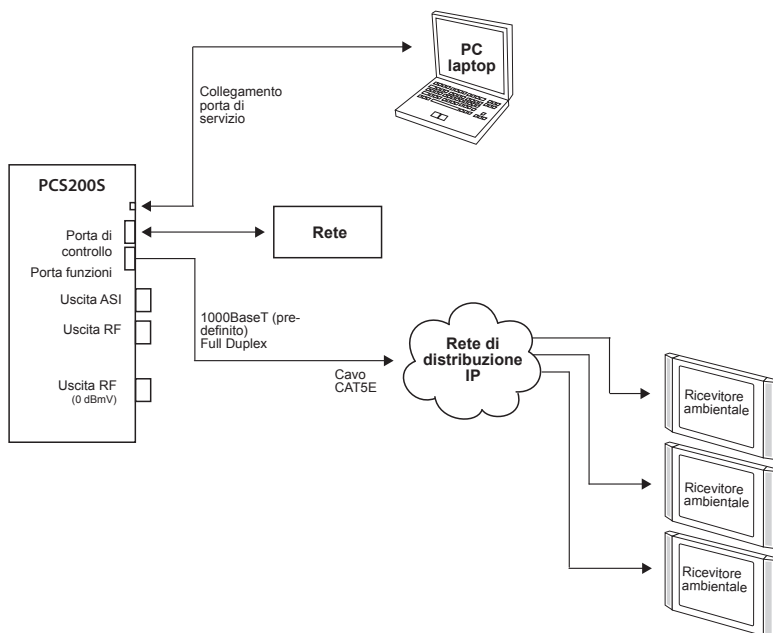 PC
laptop
Collegamento
porta di
servizio
PCS200S
Porta di
controllo
Porta funzioni
Uscita ASI
Uscita RF
Uscita RF
(0 dBmV)
Rete
1000BaseT (pre-
definito)
Full Duplex
Cavo
CAT5E
Rete di
distribuzione
IP
Ricevitore
ambientale
Ricevitore
ambientale
Ricevitore
ambientale